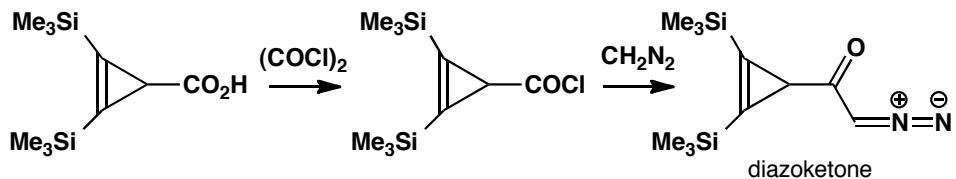 Me₃Si
Me₃Si
CO₂H
(COCl)₂
Me₃Si
Me₃Si
COCl
CH₂N₂
Me₃Si
Me₃Si
O
N⊕=N⊖
diazoketone